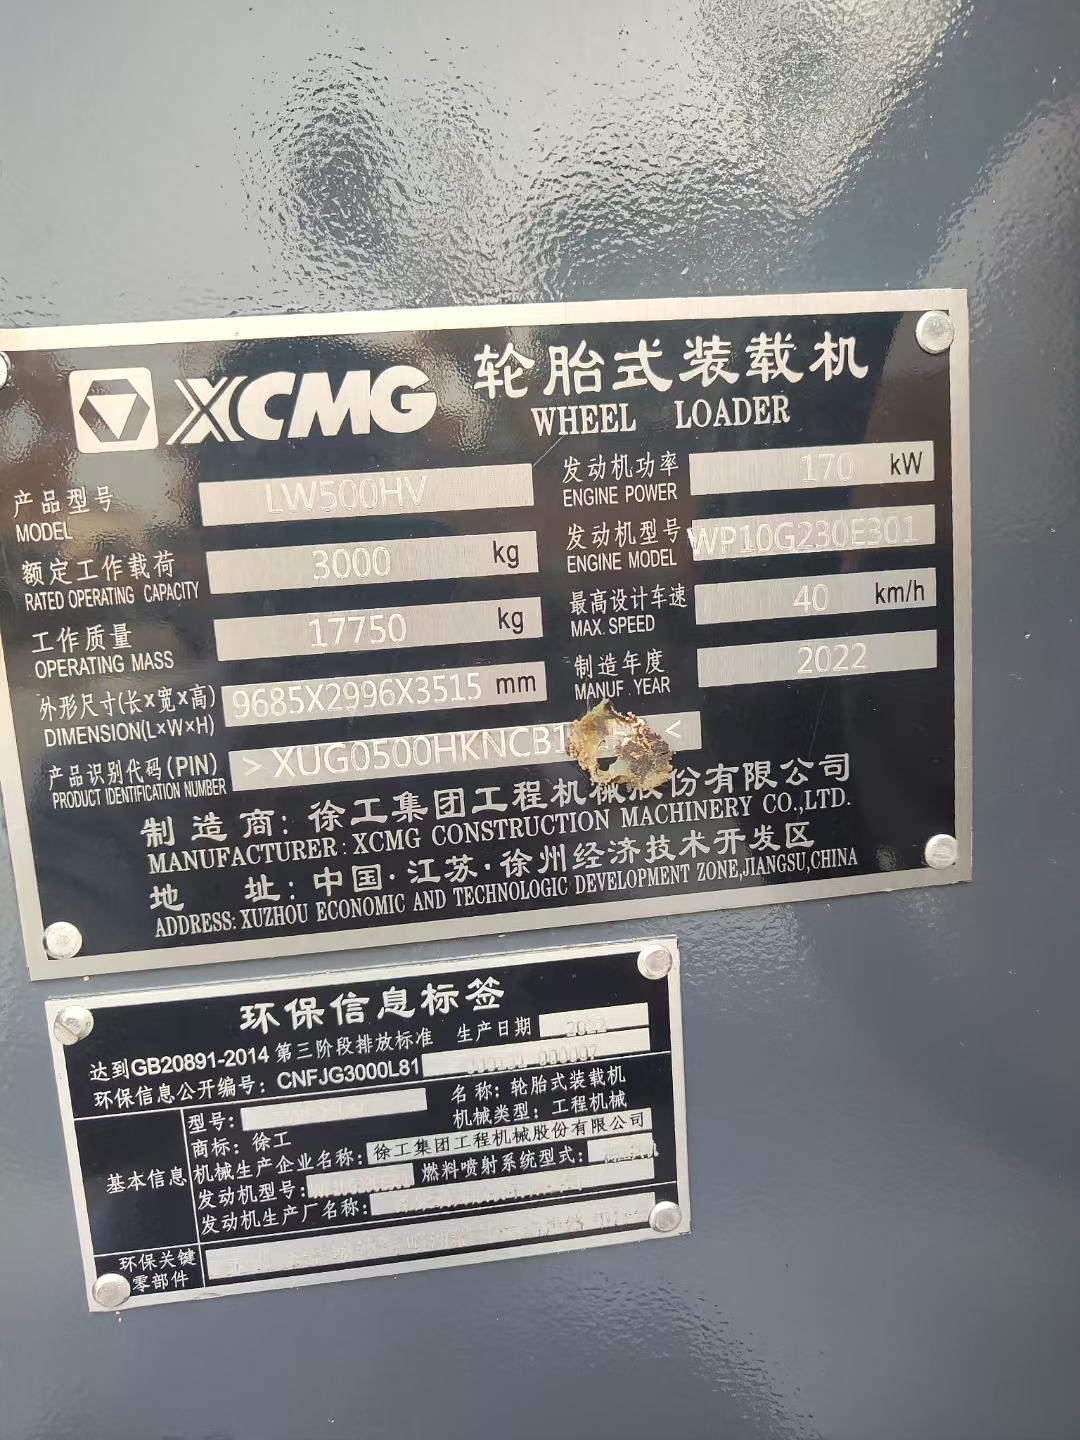 XCMG
轮胎式装载机
WHEEL LOADER
产品型号 LW500HV
MODEL
额定工作载荷 3000 kg
RATED OPERATING CAPACITY
工作质量 17750 kg
OPERATING MASS
外形尺寸(长×宽×高) 9685X2996X3515 mm
DIMENSION(L×W×H)
发动机功率 170 kW
ENGINE POWER
发动机型号 WP10G230E301
ENGINE MODEL
最高设计车速 40 km/h
MAX. SPEED
制造年度 2022
MANUF. YEAR
产品识别代码(PIN) > XUG0500HKNCB1 <
PRODUCT IDENTIFICATION NUMBER
制造商: 徐工集团工程机械股份有限公司
MANUFACTURER: XCMG CONSTRUCTION MACHINERY CO.,LTD.
地 址: 中国·江苏·徐州经济技术开发区
ADDRESS: XUZHOU ECONOMIC AND TECHNOLOGIC DEVELOPMENT ZONE,JIANGSU,CHINA
环保信息标签
达到GB20891-2014 第三阶段排放标准 生产日期 2022
环保信息公开编号: CNFJG3000L81
基本信息
型号: 名称: 轮胎式装载机
商标: 徐工 机械类型: 工程机械
机械生产企业名称: 徐工集团工程机械股份有限公司
发动机型号: 燃料喷射系统型式:
发动机生产厂名称:
环保关键
零部件